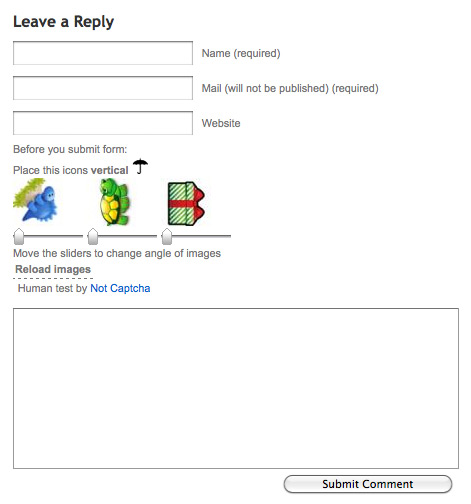 Leave a Reply
Name (required)
Mail (will not be published) (required)
Website
Before you submit form:
Place this icons vertical
Move the sliders to change angle of images
Reload images
Human test by Not Captcha
Submit Comment